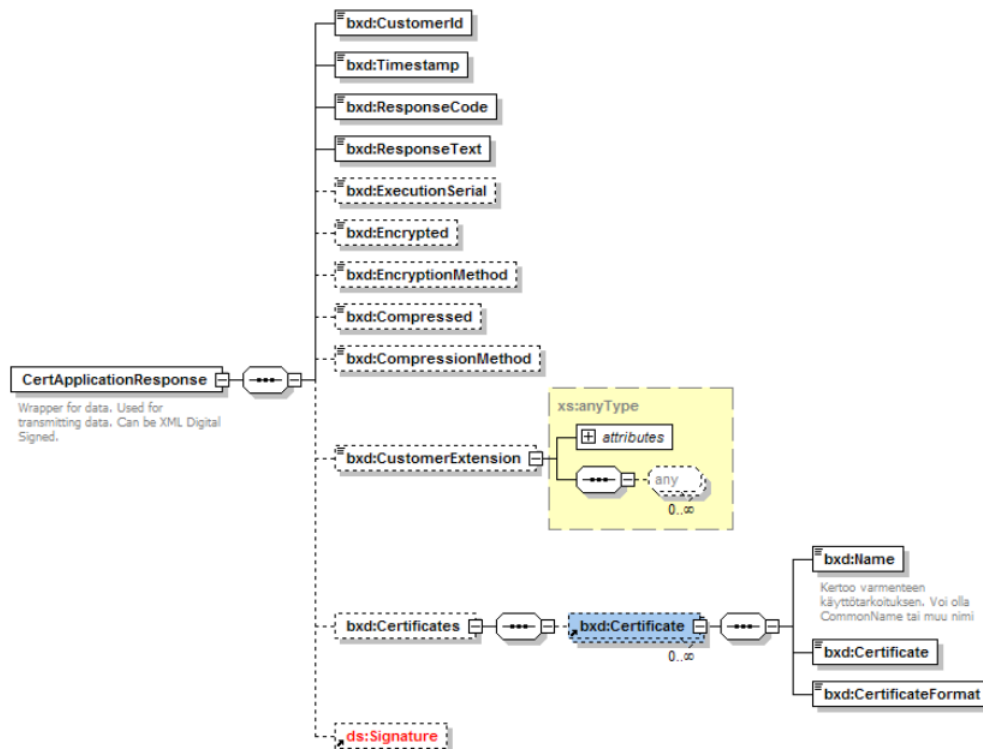 bxd:CustomerId
bxd:Timestamp
bxd:ResponseCode
bxd:ResponseText
bxd:ExecutionSerial
bxd:Encrypted
bxd:EncryptionMethod
bxd:Compressed
bxd:CompressionMethod
CertApplicationResponse
Wrapper for data. Used for
transmitting data. Can be XML Digital
Signed.
xs:anyType
attributes
bxd:CustomerExtension
any
0..∞
bxd:Name
Kertoo varmenteen
käyttötarkoituksen. Voi olla
CommonName tai muu nimi
bxd:Certificates
bxd:Certificate
0..∞
bxd:Certificate
bxd:CertificateFormat
ds:Signature